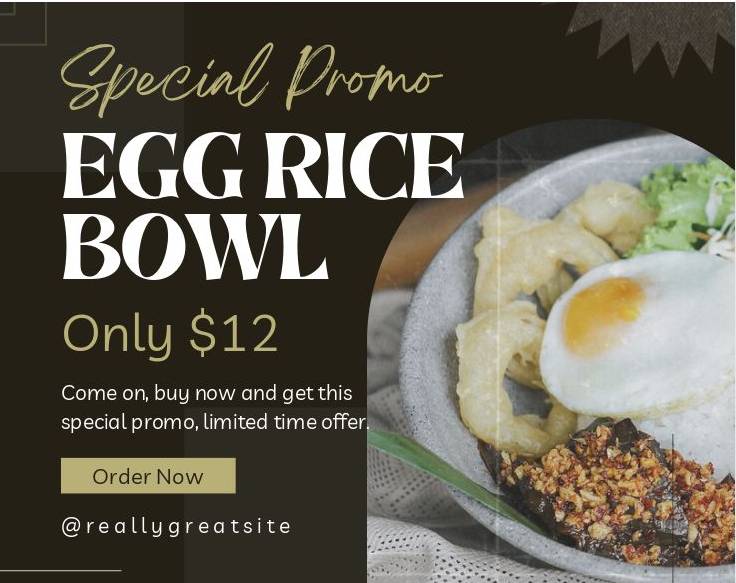 Special Promo
EGG RICE
BOWL
Only $12
Come on, buy now and get this
special promo, limited time offer.
Order Now
@reallygreatsite